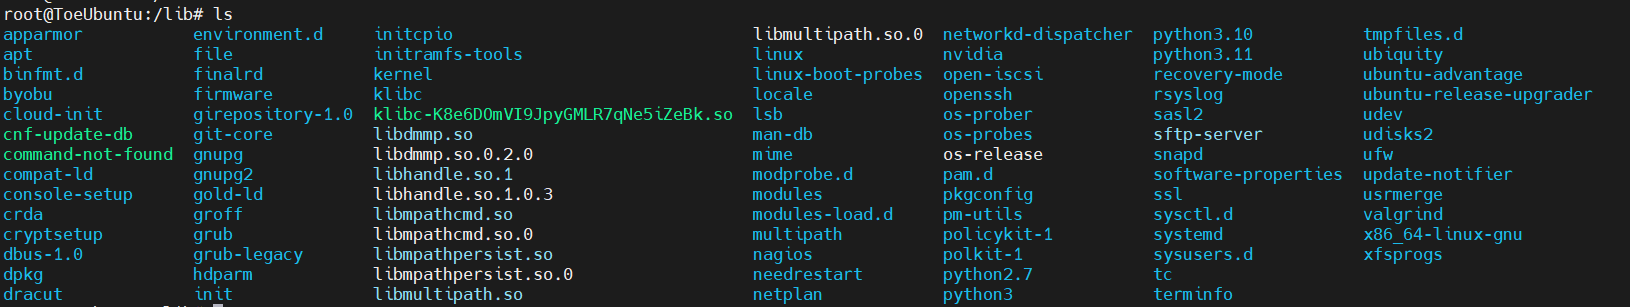 root@ToeUbuntu:/lib# ls
apparmor environment.d initcpio libmultipath.so.0 networkd-dispatcher python3.10 tmpfiles.d
apt file initramfs-tools linux nvidia python3.11 ubiquity
binfmt.d finalrd kernel linux-boot-probes open-iscsi recovery-mode ubuntu-advantage
byobu firmware klibc locale openssh rsyslog ubuntu-release-upgrader
cloud-init girepository-1.0 klibc-K8e6DOmVI9JpyGMLR7qNe5iZeBk.so lsb os-prober sasl2 udev
cnf-update-db git-core libdmmp.so man-db os-probes sftp-server udisks2
command-not-found gnupg libdmmp.so.0.2.0 mime os-release snapd ufw
compat-ld gnupg2 libhandle.so.1 modprobe.d pam.d software-properties update-notifier
console-setup gold-ld libhandle.so.1.0.3 modules pkgconfig ssl usrmerge
crda groff libmpathcmd.so modules-load.d pm-utils sysctl.d valgrind
cryptsetup grub libmpathcmd.so.0 multipath policykit-1 systemd x86_64-linux-gnu
dbus-1.0 grub-legacy libmpathpersist.so nagios polkit-1 sysusers.d xfsprogs
dpkg hdparm libmpathpersist.so.0 needrestart python2.7 tc
dracut init libmultipath.so netplan python3 terminfo